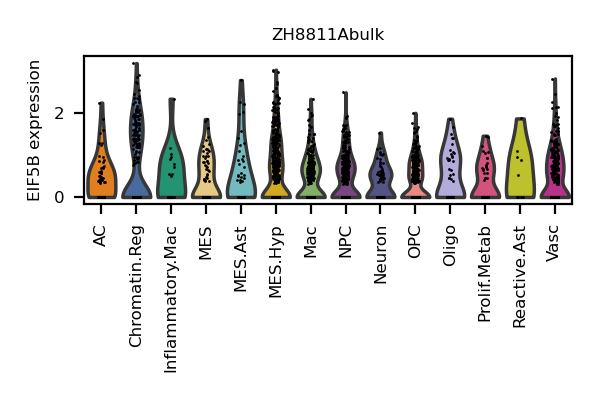 ZH8811Abulk
EIF5B expression
2
0
AC
Chromatin.Reg
Inflammatory.Mac
MES
MES.Ast
MES.Hyp
Mac
NPC
Neuron
OPC
Oligo
Prolif.Metab
Reactive.Ast
Vasc